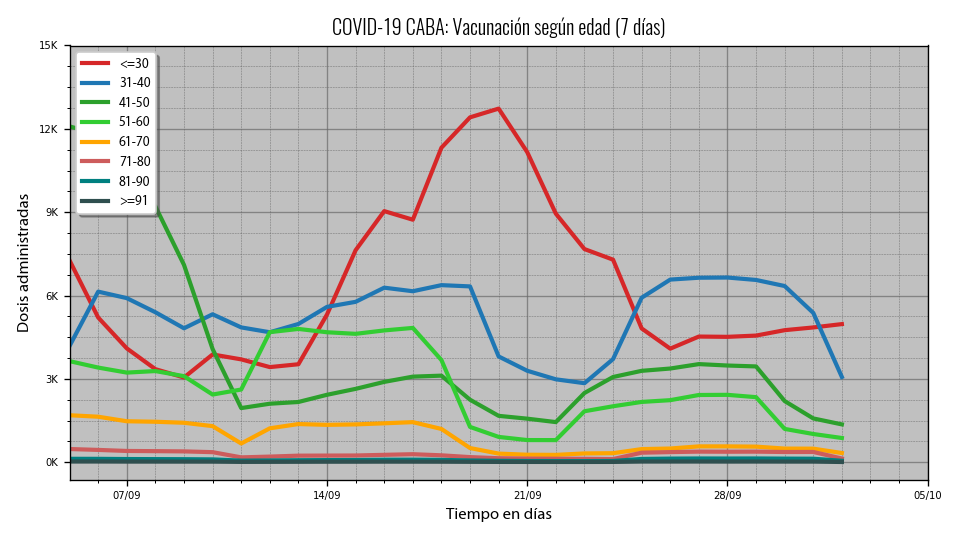 COVID-19 CABA: Vacunación según edad (7 días)
15K
12K
9K
6K
3K
0K
Dosis administradas
<=30
31-40
41-50
51-60
61-70
71-80
81-90
>=91
07/09
14/09
21/09
28/09
05/10
Tiempo en días